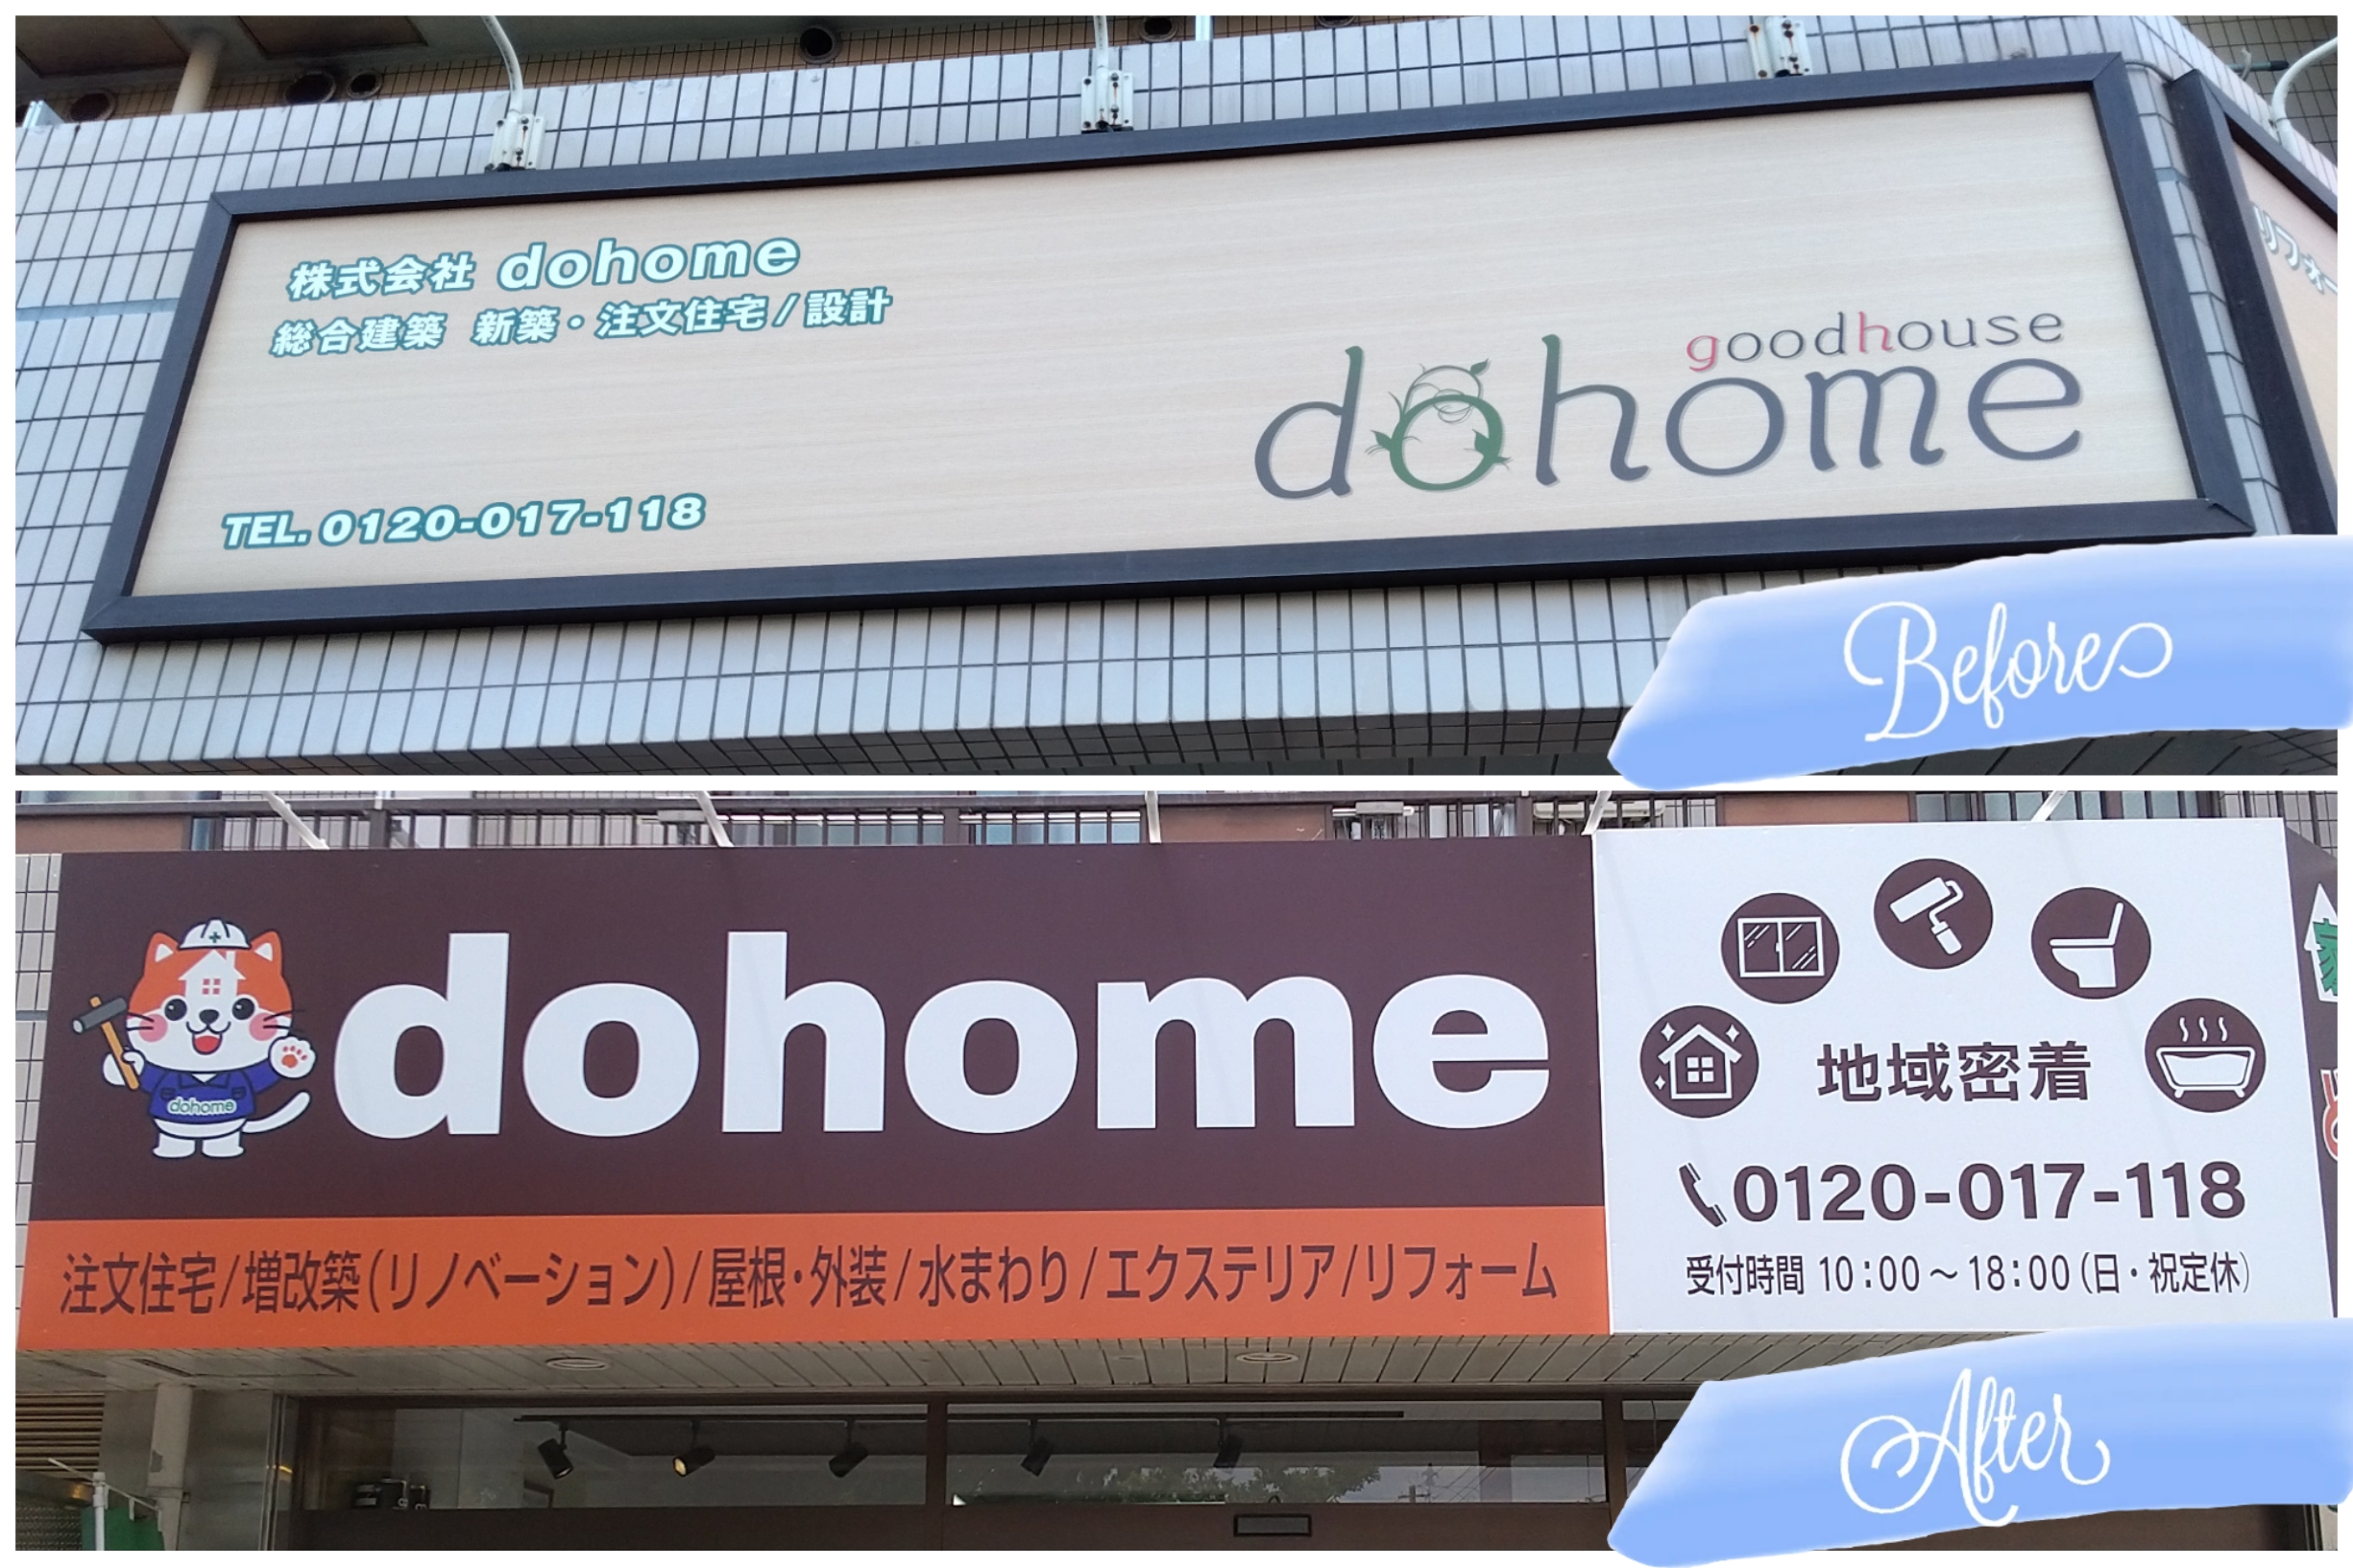 株式会社 dohome
総合建築 新築・注文住宅/設計
TEL. 0120-017-118
goodhouse
dohome
リフォー
Before
dohome
dohome
注文住宅/増改築(リノベーション)/屋根・外装/水まわり/エクステリア/リフォーム
地域密着
0120-017-118
受付時間 10:00～18:00(日・祝定休)
After